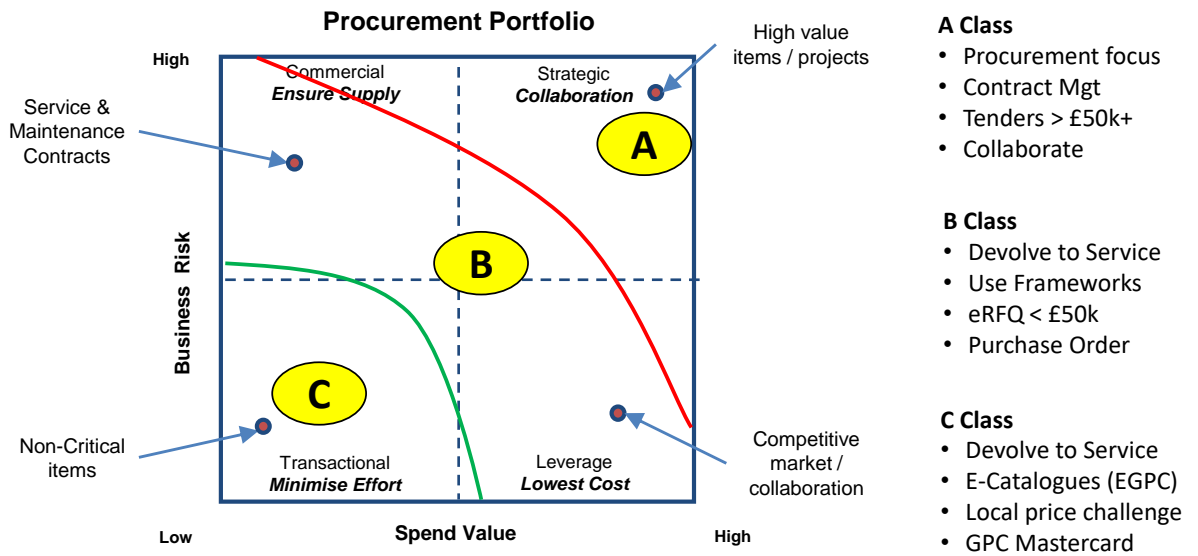 Procurement Portfolio
High
Commercial
Ensure Supply
Strategic
Collaboration
High value
items / projects
Service &
Maintenance
Contracts
A
B
C
Business Risk
Non-Critical
items
Transactional
Minimise Effort
Leverage
Lowest Cost
Competitive
market /
collaboration
Low
Spend Value
High
A Class
• Procurement focus
• Contract Mgt
• Tenders > £50k+
• Collaborate
B Class
• Devolve to Service
• Use Frameworks
• eRFQ < £50k
• Purchase Order
C Class
• Devolve to Service
• E-Catalogues (EGPC)
• Local price challenge
• GPC Mastercard